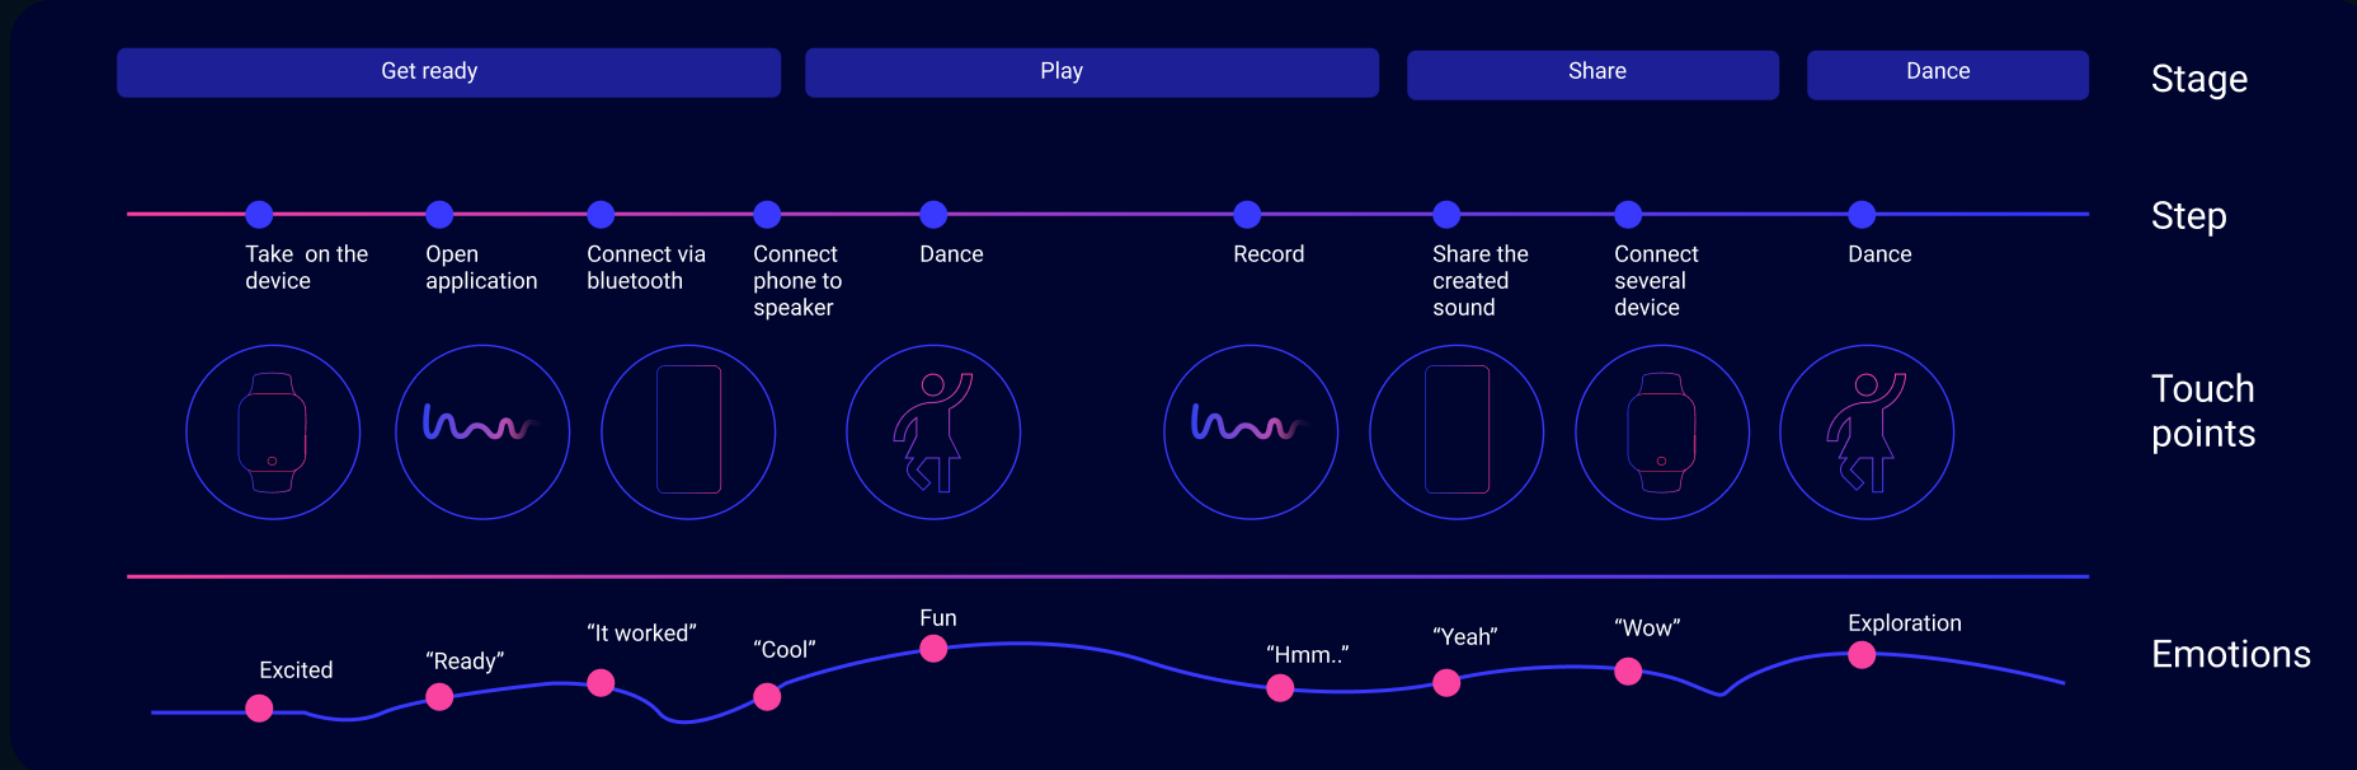 Get ready
Play
Share
Dance
Stage
Step
Take  on the
device
Open
application
Connect via
bluetooth
Connect
phone to
speaker
Dance
Record
Share the
created
sound
Connect
several
device
Dance
Touch
points
Excited
“Ready”
“It worked”
“Cool”
Fun
“Hmm..”
“Yeah”
“Wow”
Exploration
Emotions